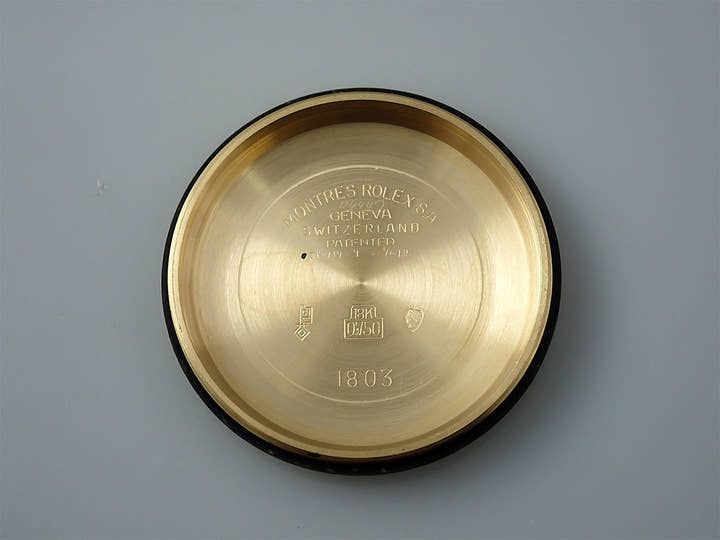 MONTRES ROLEX S.A
GENEVA
SWITZERLAND
PATENTED
18K
0,750
1803